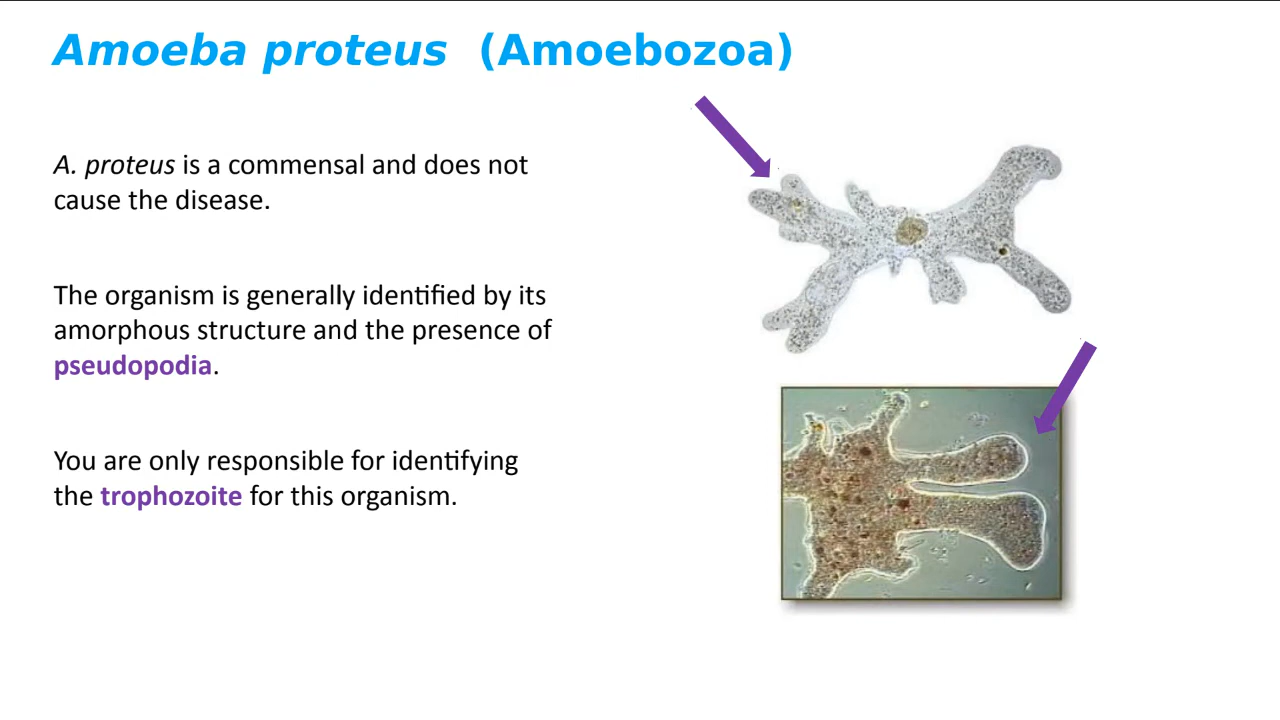 Amoeba proteus (Amoebozoa)
A. proteus is a commensal and does not
cause the disease.
The organism is generally identified by its
amorphous structure and the presence of
pseudopodia.
You are only responsible for identifying
the trophozoite for this organism.